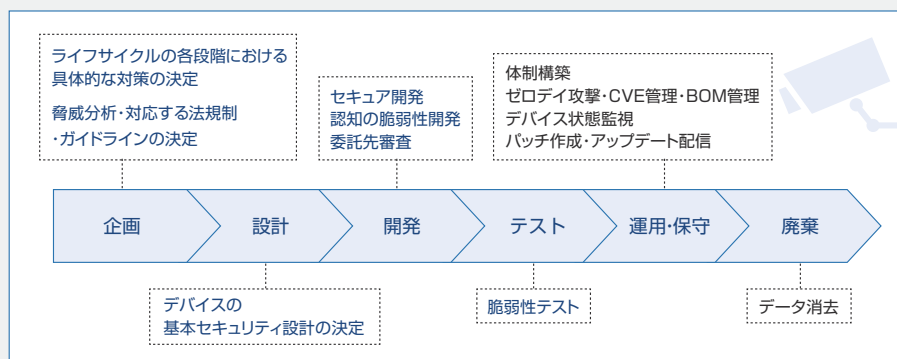 ライフサイクルの各段階における
具体的な対策の決定
脅威分析・対応する法規制
・ガイドラインの決定
セキュア開発
認知の脆弱性開発
委託先審査
体制構築
ゼロデイ攻撃・CVE管理・BOM管理
デバイス状態監視
パッチ作成・アップデート配信
企画
設計
開発
テスト
運用・保守
廃棄
デバイスの
基本セキュリティ設計の決定
脆弱性テスト
データ消去